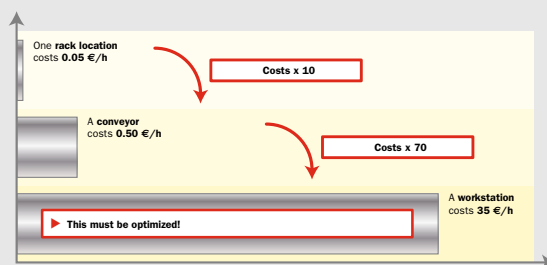 One rack location
costs 0.05 €/h
Costs x 10
A conveyor
costs 0.50 €/h
Costs x 70
A workstation
costs 35 €/h
This must be optimized!